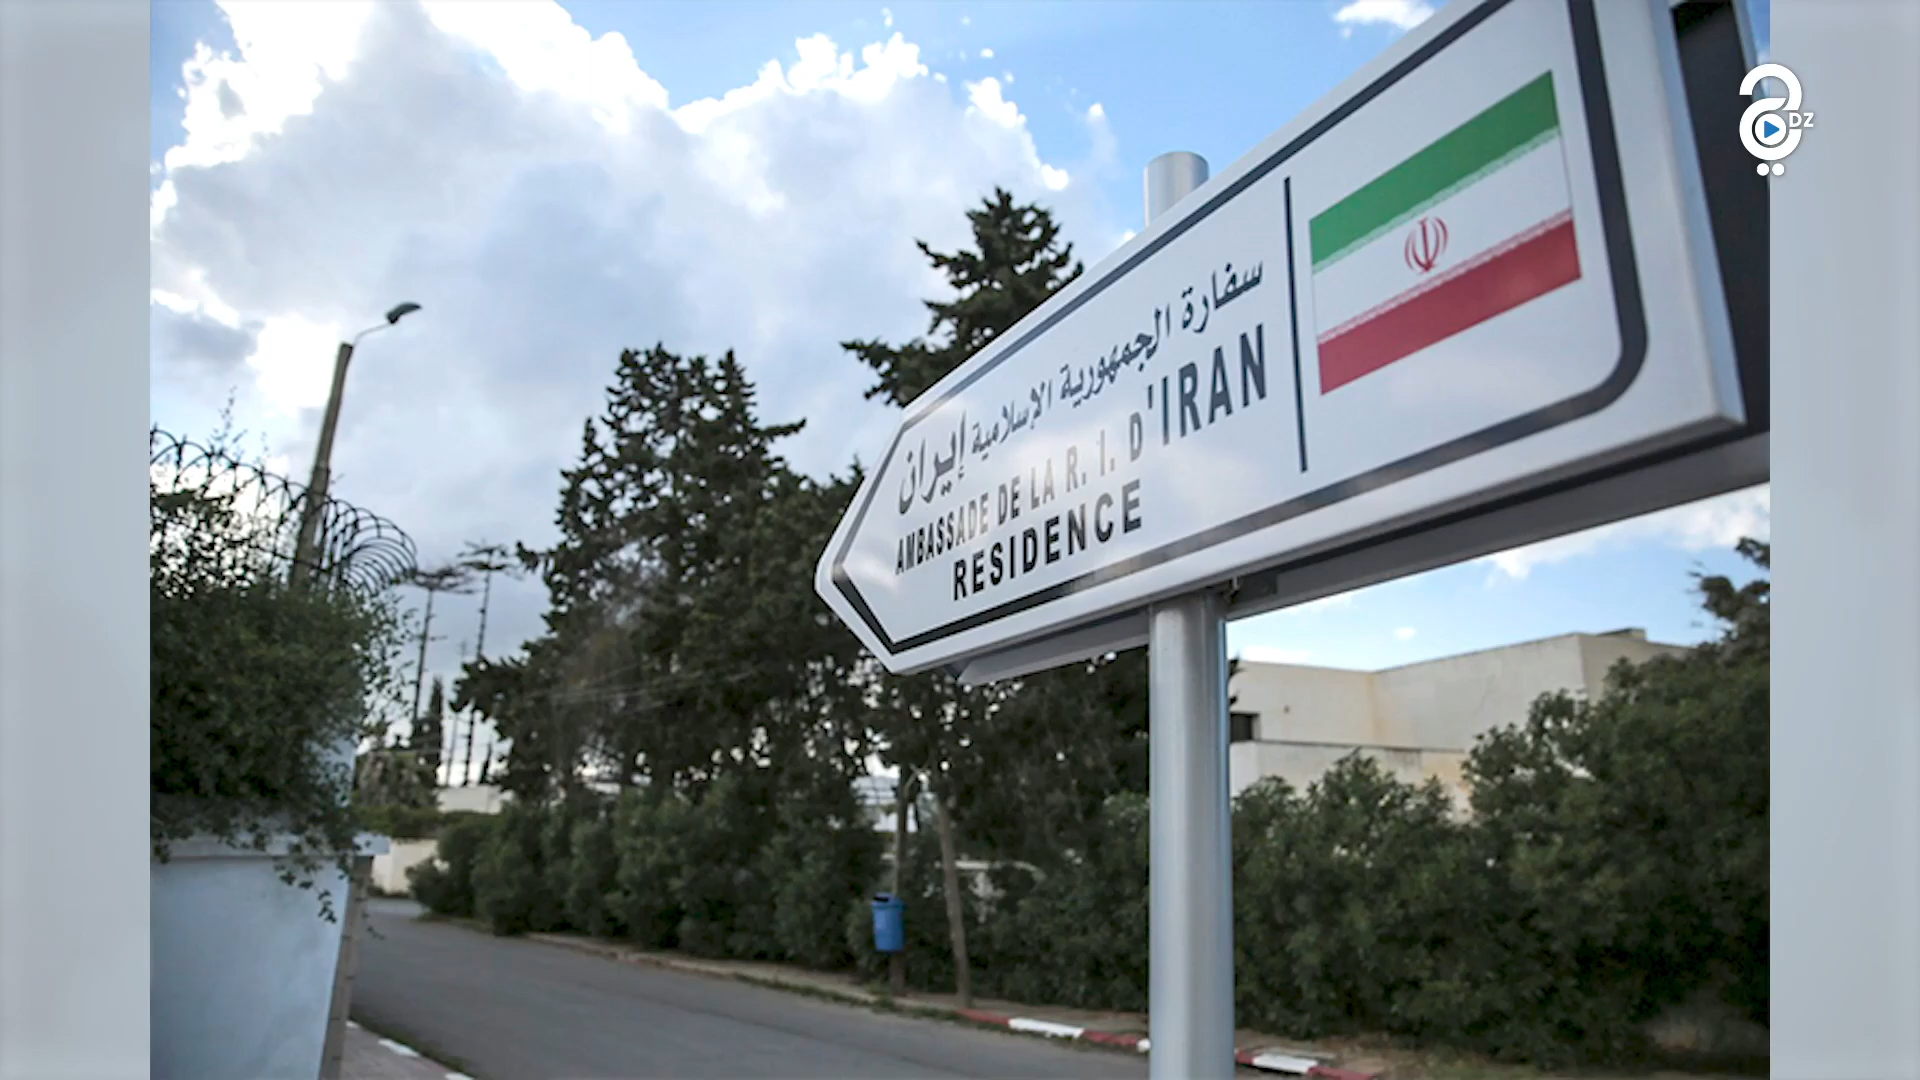 سفارة الجمهورية الإسلامية إيران
AMBASSADE DE LA R. I. D'IRAN
RESIDENCE
DZ